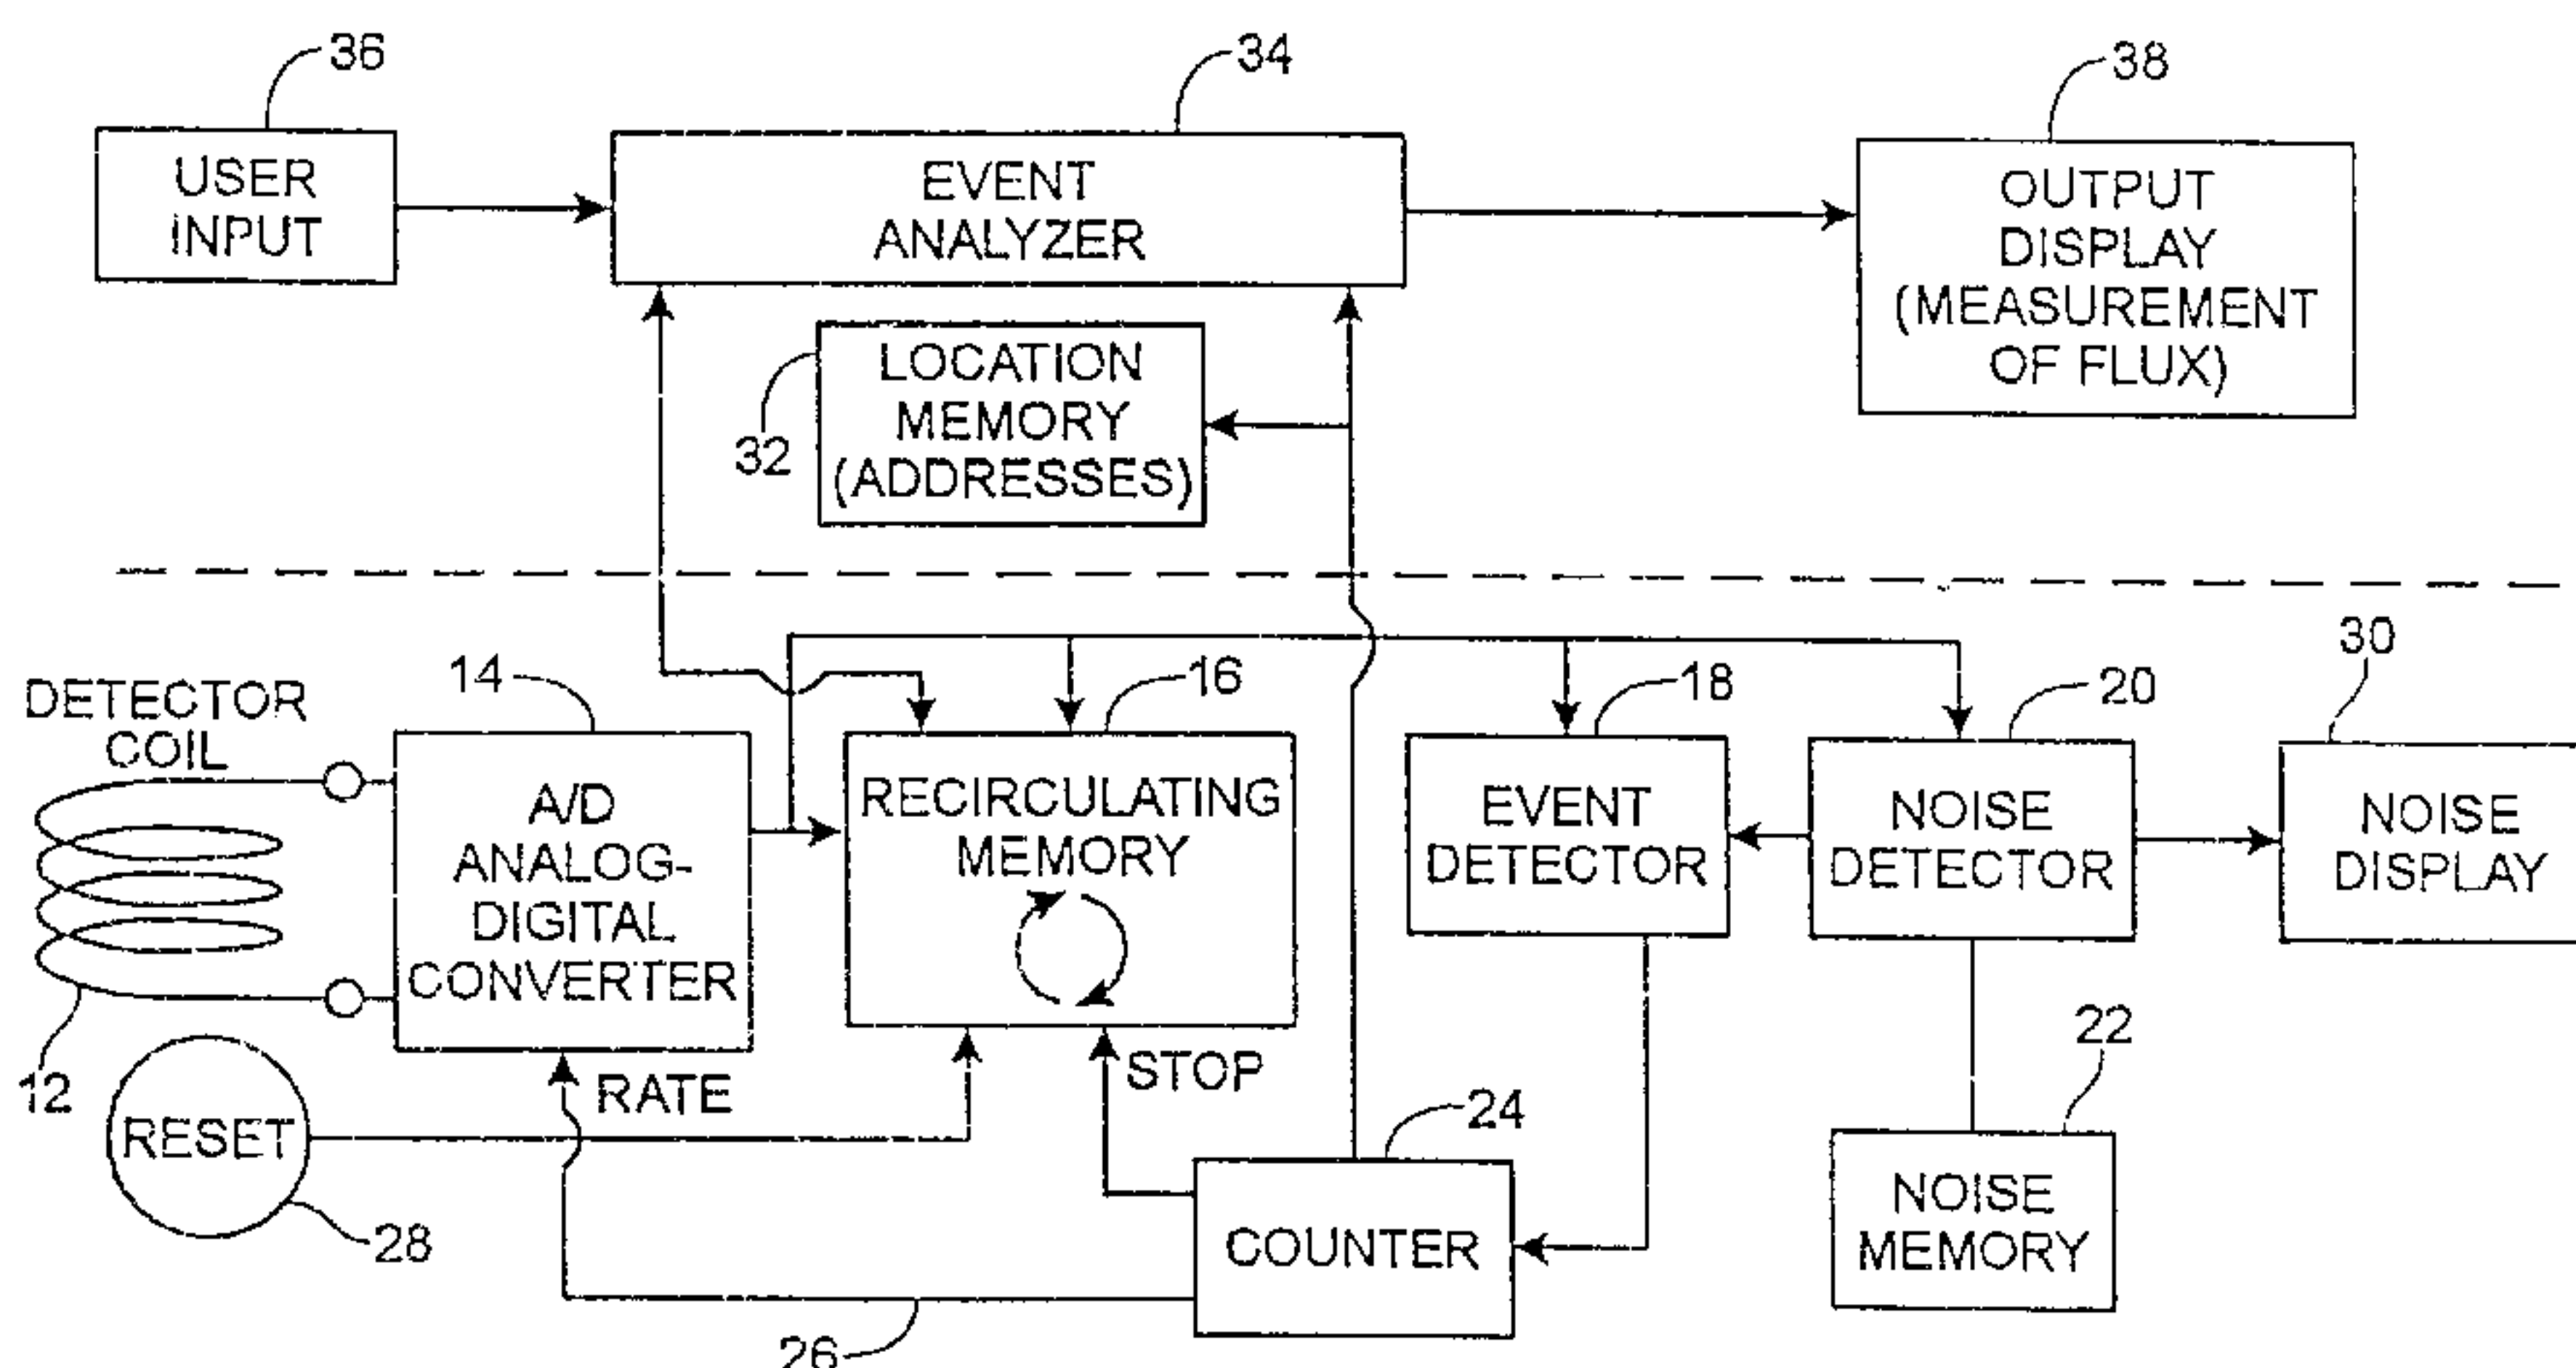 36
34
38
USER
INPUT
EVENT
ANALYZER
OUTPUT
DISPLAY
(MEASUREMENT
OF FLUX)
LOCATION
MEMORY
(ADDRESSES)
32
DETECTOR
COIL
12
14
A/D
ANALOG-
DIGITAL
CONVERTER
16
RECIRCULATING
MEMORY
18
EVENT
DETECTOR
20
NOISE
DETECTOR
30
NOISE
DISPLAY
RESET
28
RATE
STOP
24
COUNTER
26
22
NOISE
MEMORY